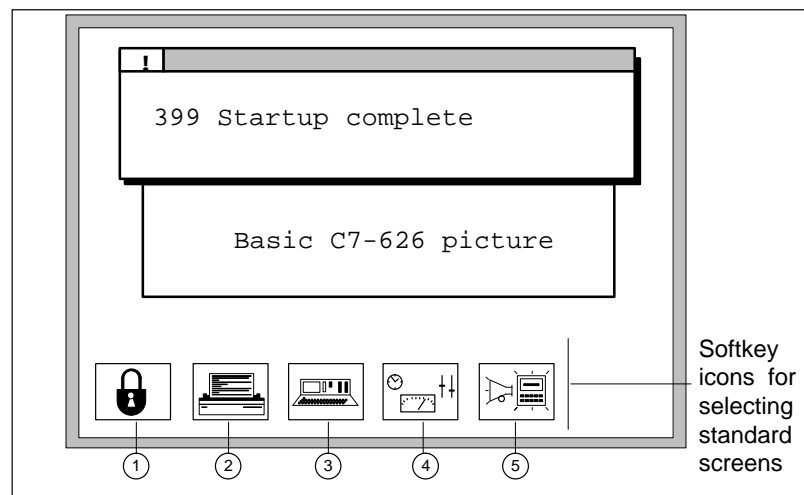 !
399 Startup complete
Basic C7-626 picture
Softkey
icons for
selecting
standard
screens
1
2
3
4
5